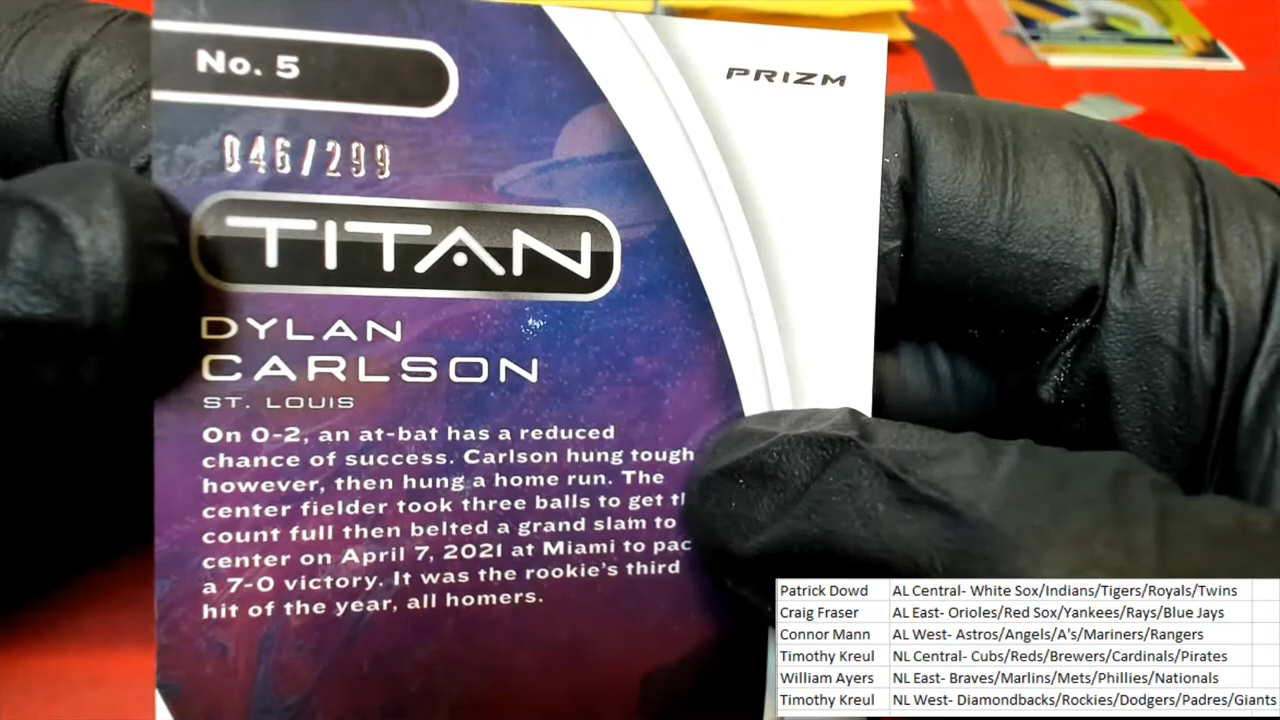 No. 5
PRIZM
046/299
TITAN
DYLAN
CARLSON
ST. LOUIS
On 0-2, an at-bat has a reduced
chance of success. Carlson hung tough
however, then hung a home run. The
center fielder took three balls to get
count full then belted a grand slam to
center on April 7, 2021 at Miami to
a 7-0 victory. It was the rookie's third
hit of the year, all homers.
Patrick Dowd AL Central- White Sox/Indians/Tigers/Royals/Twins
Craig Fraser AL East- Orioles/Red Sox/Yankees/Rays/Blue Jays
Connor Mann AL West- Astros/Angels/A's/Mariners/Rangers
Timothy Kreul NL Central- Cubs/Reds/Brewers/Cardinals/Pirates
William Ayers NL East- Braves/Marlins/Mets/Phillies/Nationals
Timothy Kreul NL West- Diamondbacks/Rockies/Dodgers/Padres/Giants